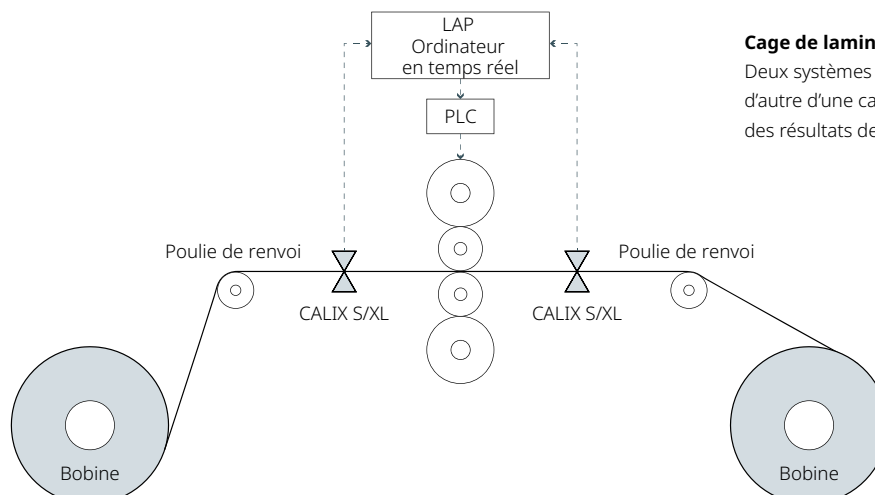 LAP
Ordinateur
en temps réel
PLC
Cage de lamin
Deux systèmes
d'autre d'une ca
des résultats de
Poulie de renvoi
Poulie de renvoi
CALIX S/XL
CALIX S/XL
Bobine
Bobine